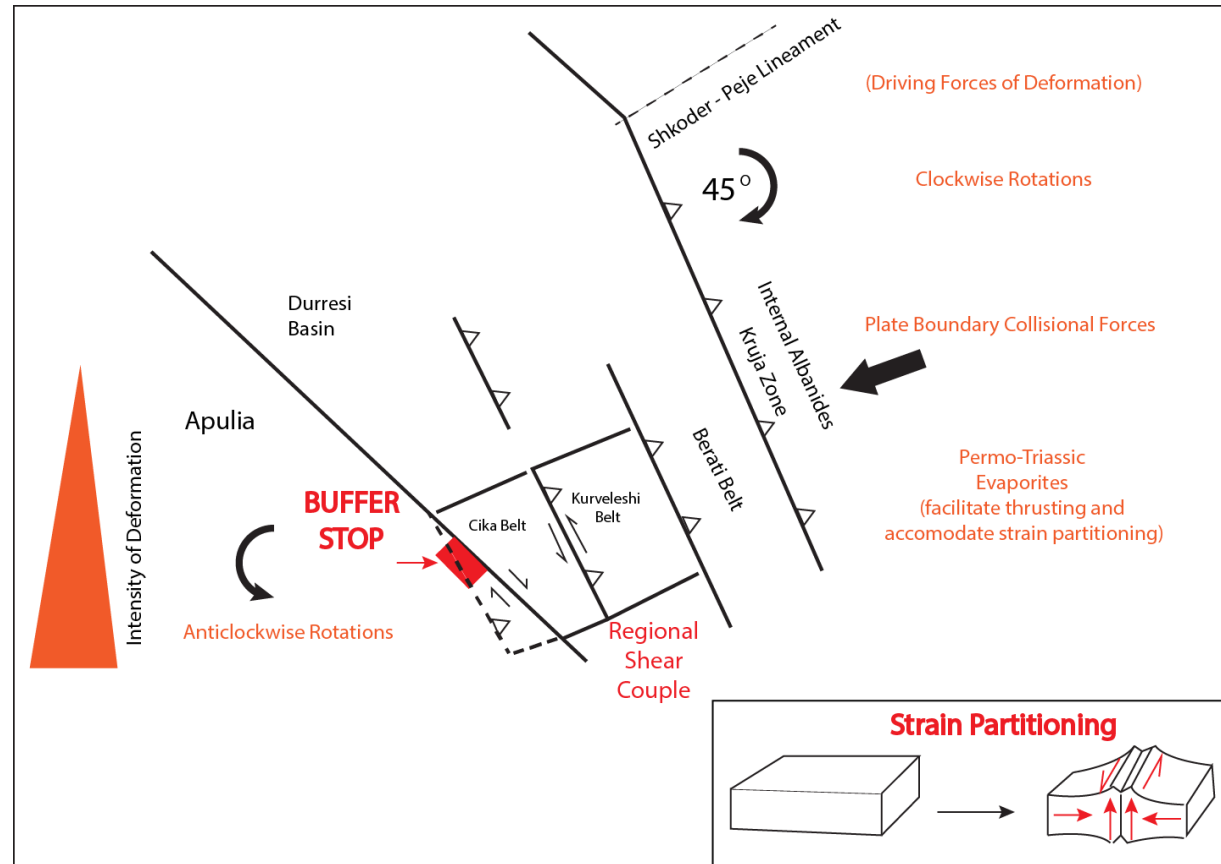 Shkoder - Peje Lineament
(Driving Forces of Deformation)
45°
Clockwise Rotations
Durresi
Basin
Internal Albanides
Kruja Zone
Plate Boundary Collisional Forces
Apulia
Intensity of Deformation
BUFFER
STOP
Cika Belt
Kurveleshi
Belt
Berati Belt
Permo-Triassic
Evaporites
(facilitate thrusting and
accomodate strain partitioning)
Anticlockwise Rotations
Regional
Shear
Couple
Strain Partitioning